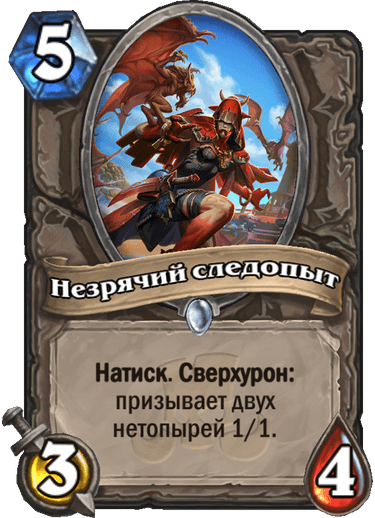 5
Незрячий следопыт
Натиск. Сверхурон:
призывает двух
нетопырей 1/1.
3
4